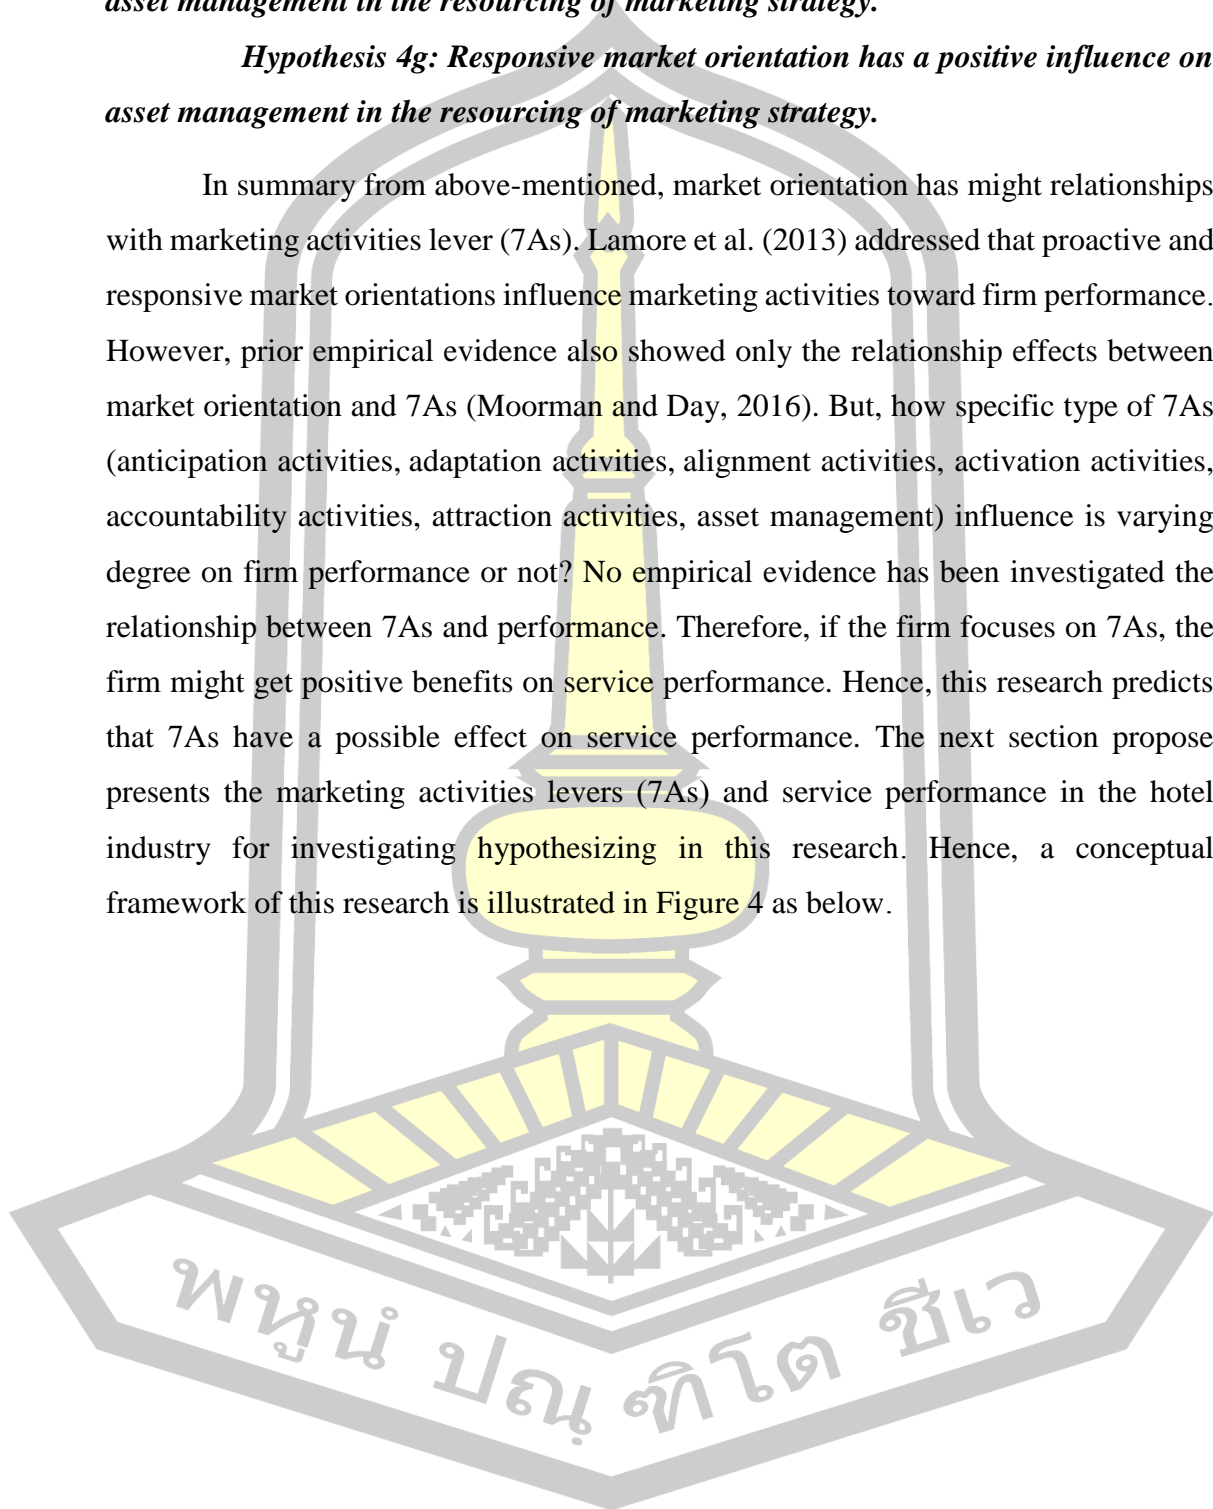 asset management in the resourcing of marketing strategy.
Hypothesis 4g: Responsive market orientation has a positive influence on
asset management in the resourcing of marketing strategy.
In summary from above-mentioned, market orientation has might relationships
with marketing activities lever (7As). Lamore et al. (2013) addressed that proactive and
responsive market orientations influence marketing activities toward firm performance.
However, prior empirical evidence also showed only the relationship effects between
market orientation and 7As (Moorman and Day, 2016). But, how specific type of 7As
(anticipation activities, adaptation activities, alignment activities, activation activities,
accountability activities, attraction activities, asset management) influence is varying
degree on firm performance or not? No empirical evidence has been investigated the
relationship between 7As and performance. Therefore, if the firm focuses on 7As, the
firm might get positive benefits on service performance. Hence, this research predicts
that 7As have a possible effect on service performance. The next section propose
presents the marketing activities levers (7As) and service performance in the hotel
industry for investigating hypothesizing in this research. Hence, a conceptual
framework of this research is illustrated in Figure 4 as below.
พหูนํ ปณฺฑิโต ชีเว